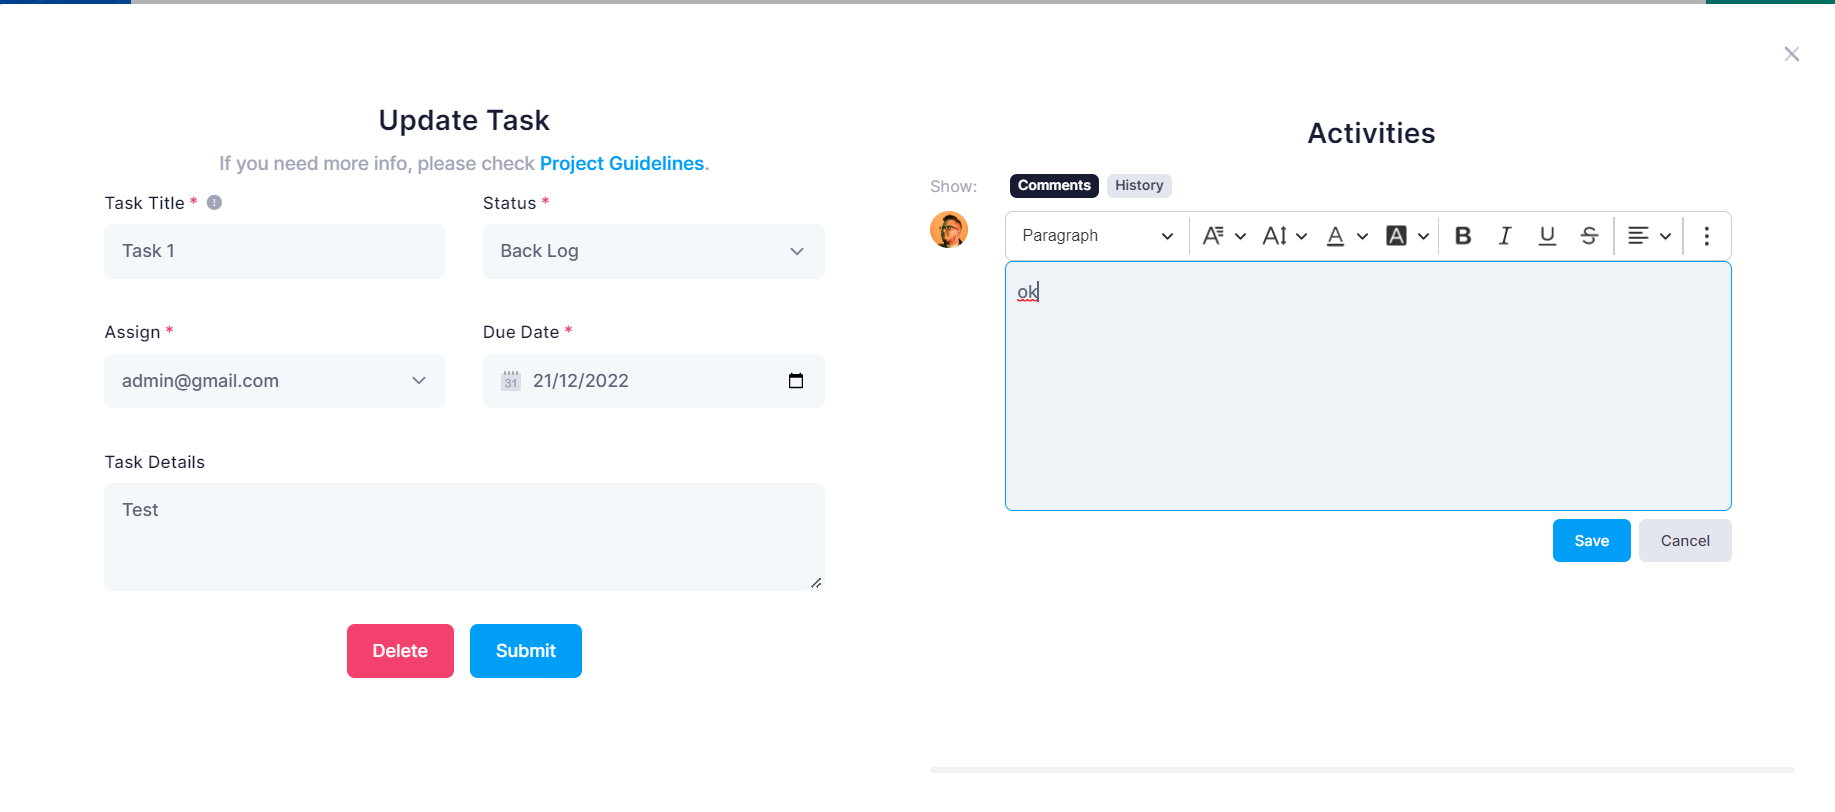 Update Task
If you need more info, please check Project Guidelines.
Task Title *
Task 1
Status *
Back Log
Assign *
admin@gmail.com
Due Date *
31 21/12/2022
Task Details
Test
Delete Submit
Activities
Show: Comments History
Paragraph A A A A B I U S
ok
Save Cancel